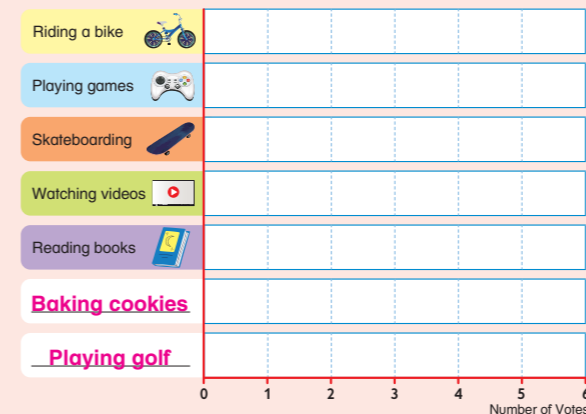 Riding a bike
Playing games
Skateboarding
Watching videos
Reading books
Baking cookies
Playing golf
0 1 2 3 4 5 6
Number of Votes